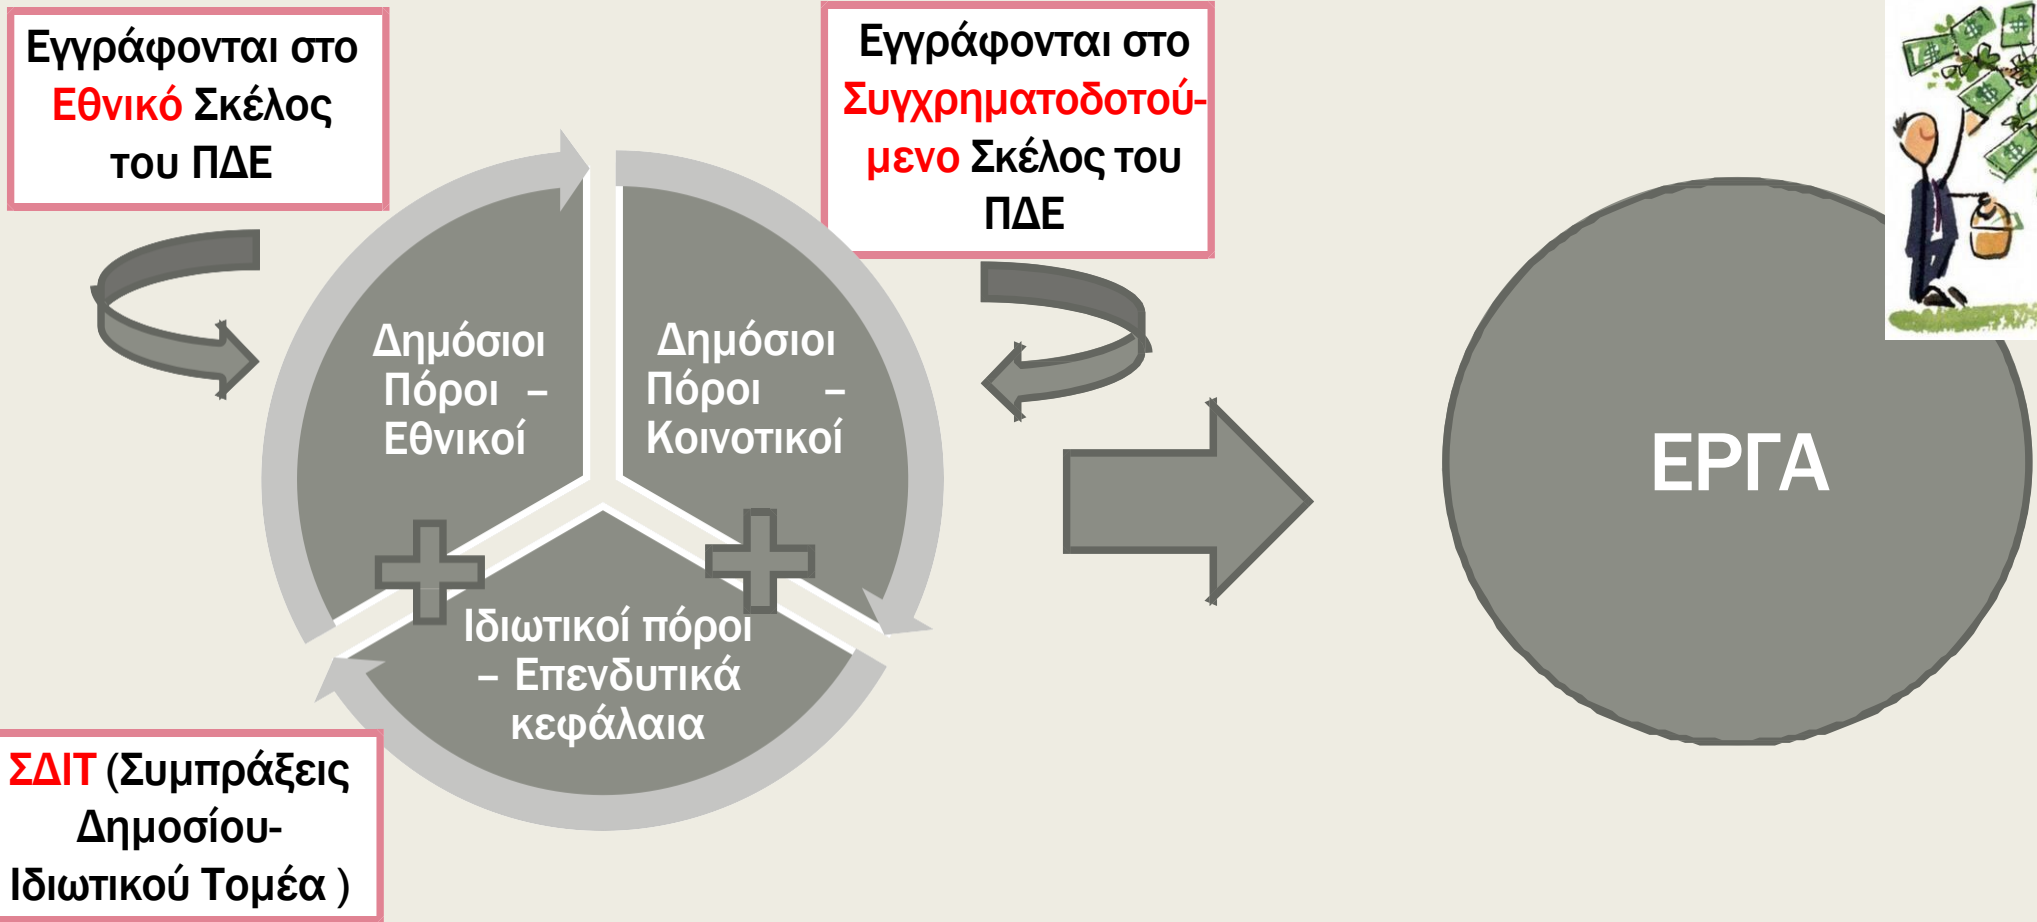 Εγγράφονται στο
Εθνικό Σκέλος
του ΠΔΕ
Εγγράφονται στο
Συγχρηματοδοτού-
μενο Σκέλος του
ΠΔΕ
Δημόσιοι
Πόροι –
Εθνικοί
Δημόσιοι
Πόροι –
Κοινοτικοί
Ιδιωτικοί πόροι
– Επενδυτικά
κεφάλαια
ΣΔΙΤ (Συμπράξεις
Δημοσίου-
Ιδιωτικού Τομέα )
ΕΡΓΑ